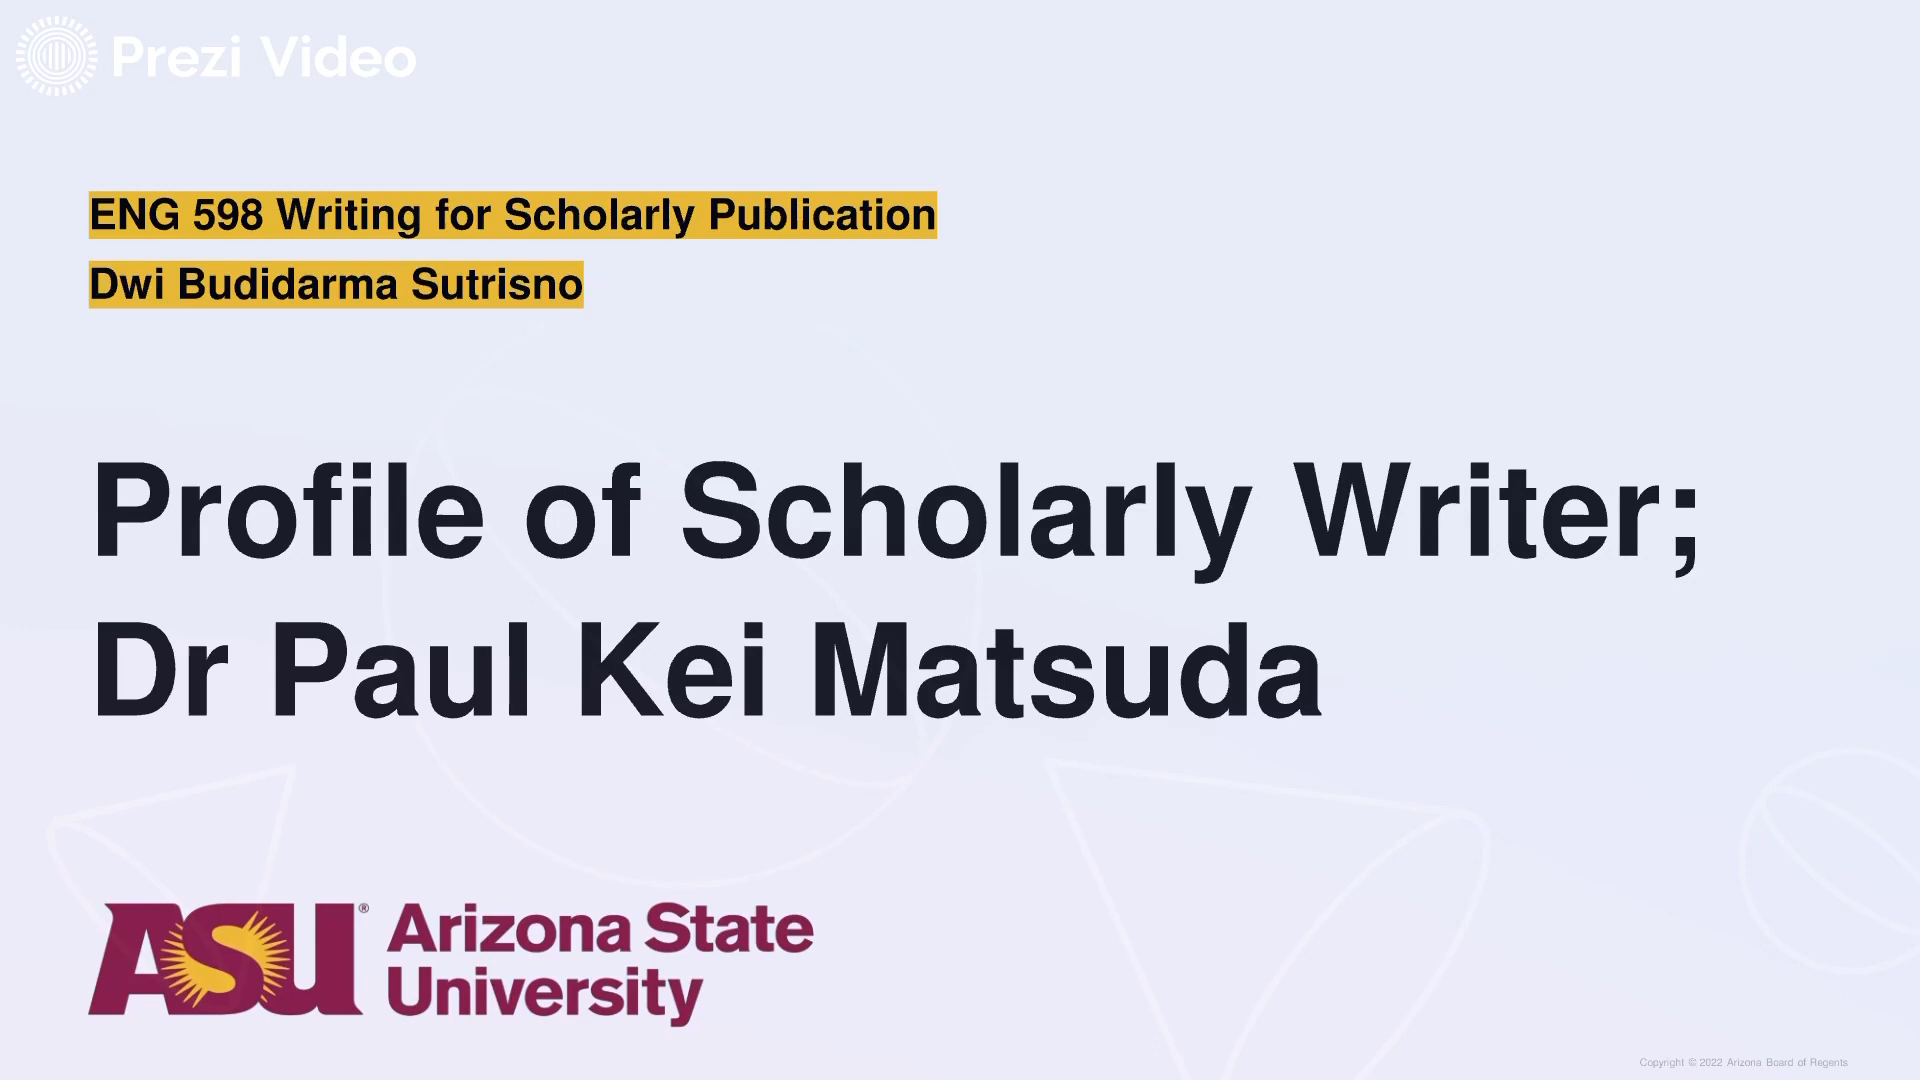 Prezi Video
ENG 598 Writing for Scholarly Publication
Dwi Budidarma Sutrisno
Profile of Scholarly Writer;
Dr Paul Kei Matsuda
ASU® Arizona State
University
Copyright © 2022 Arizona Board of Regents